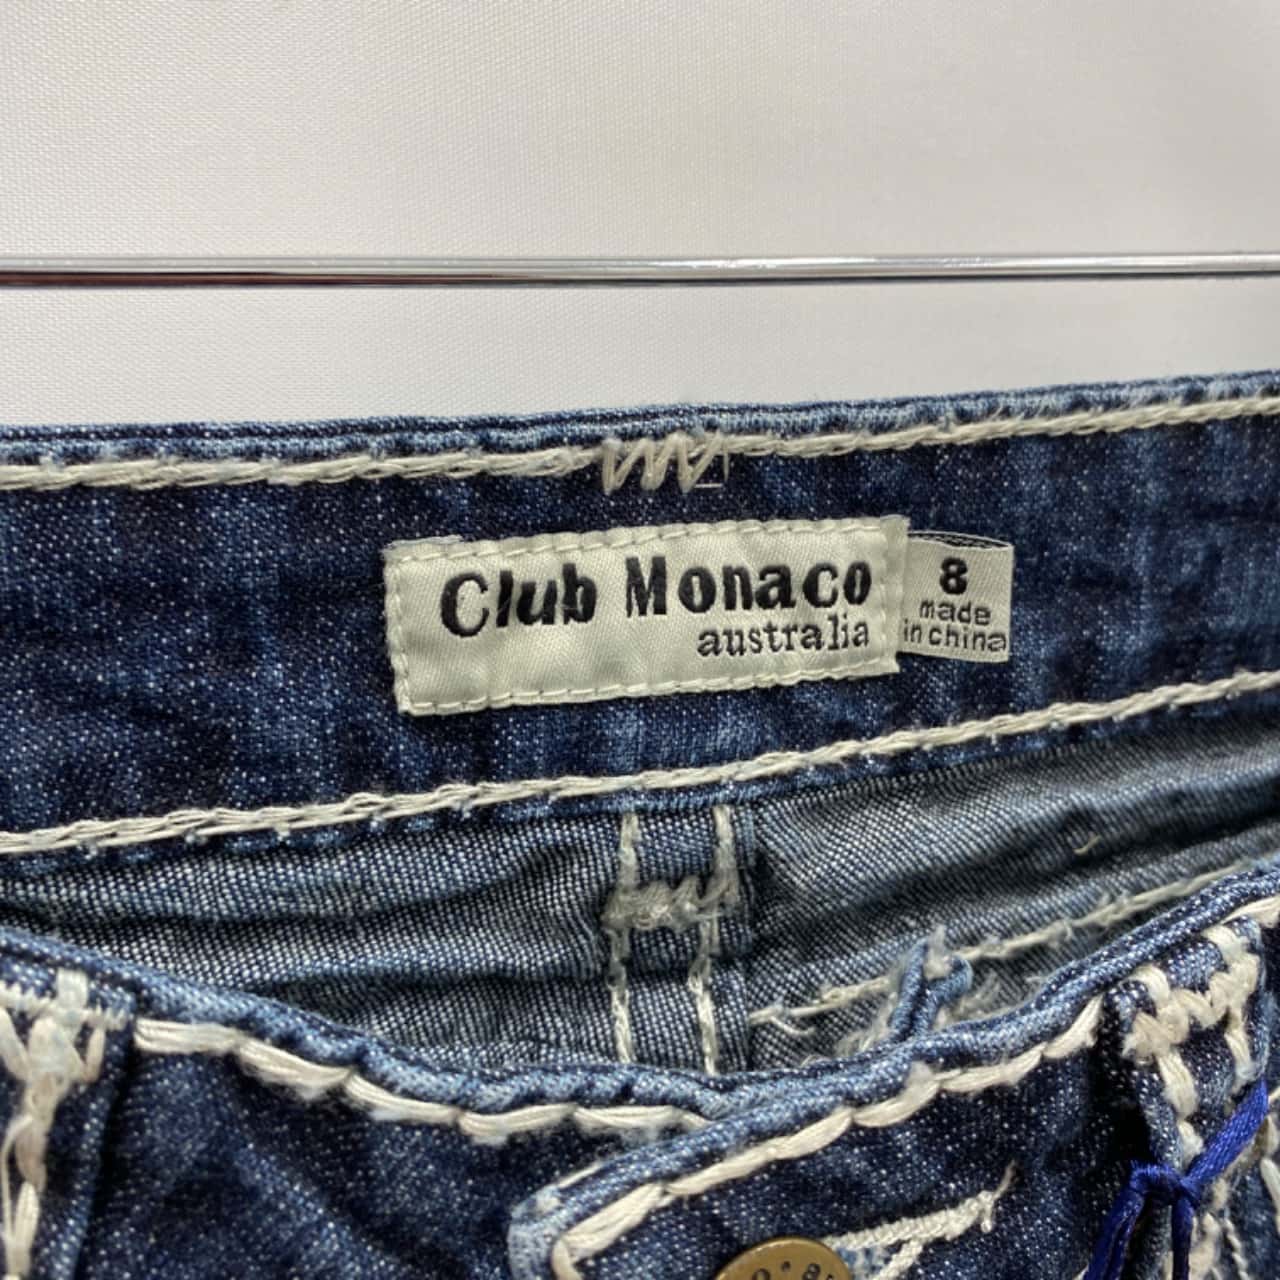 Club Monaco
australia
8
made
in china